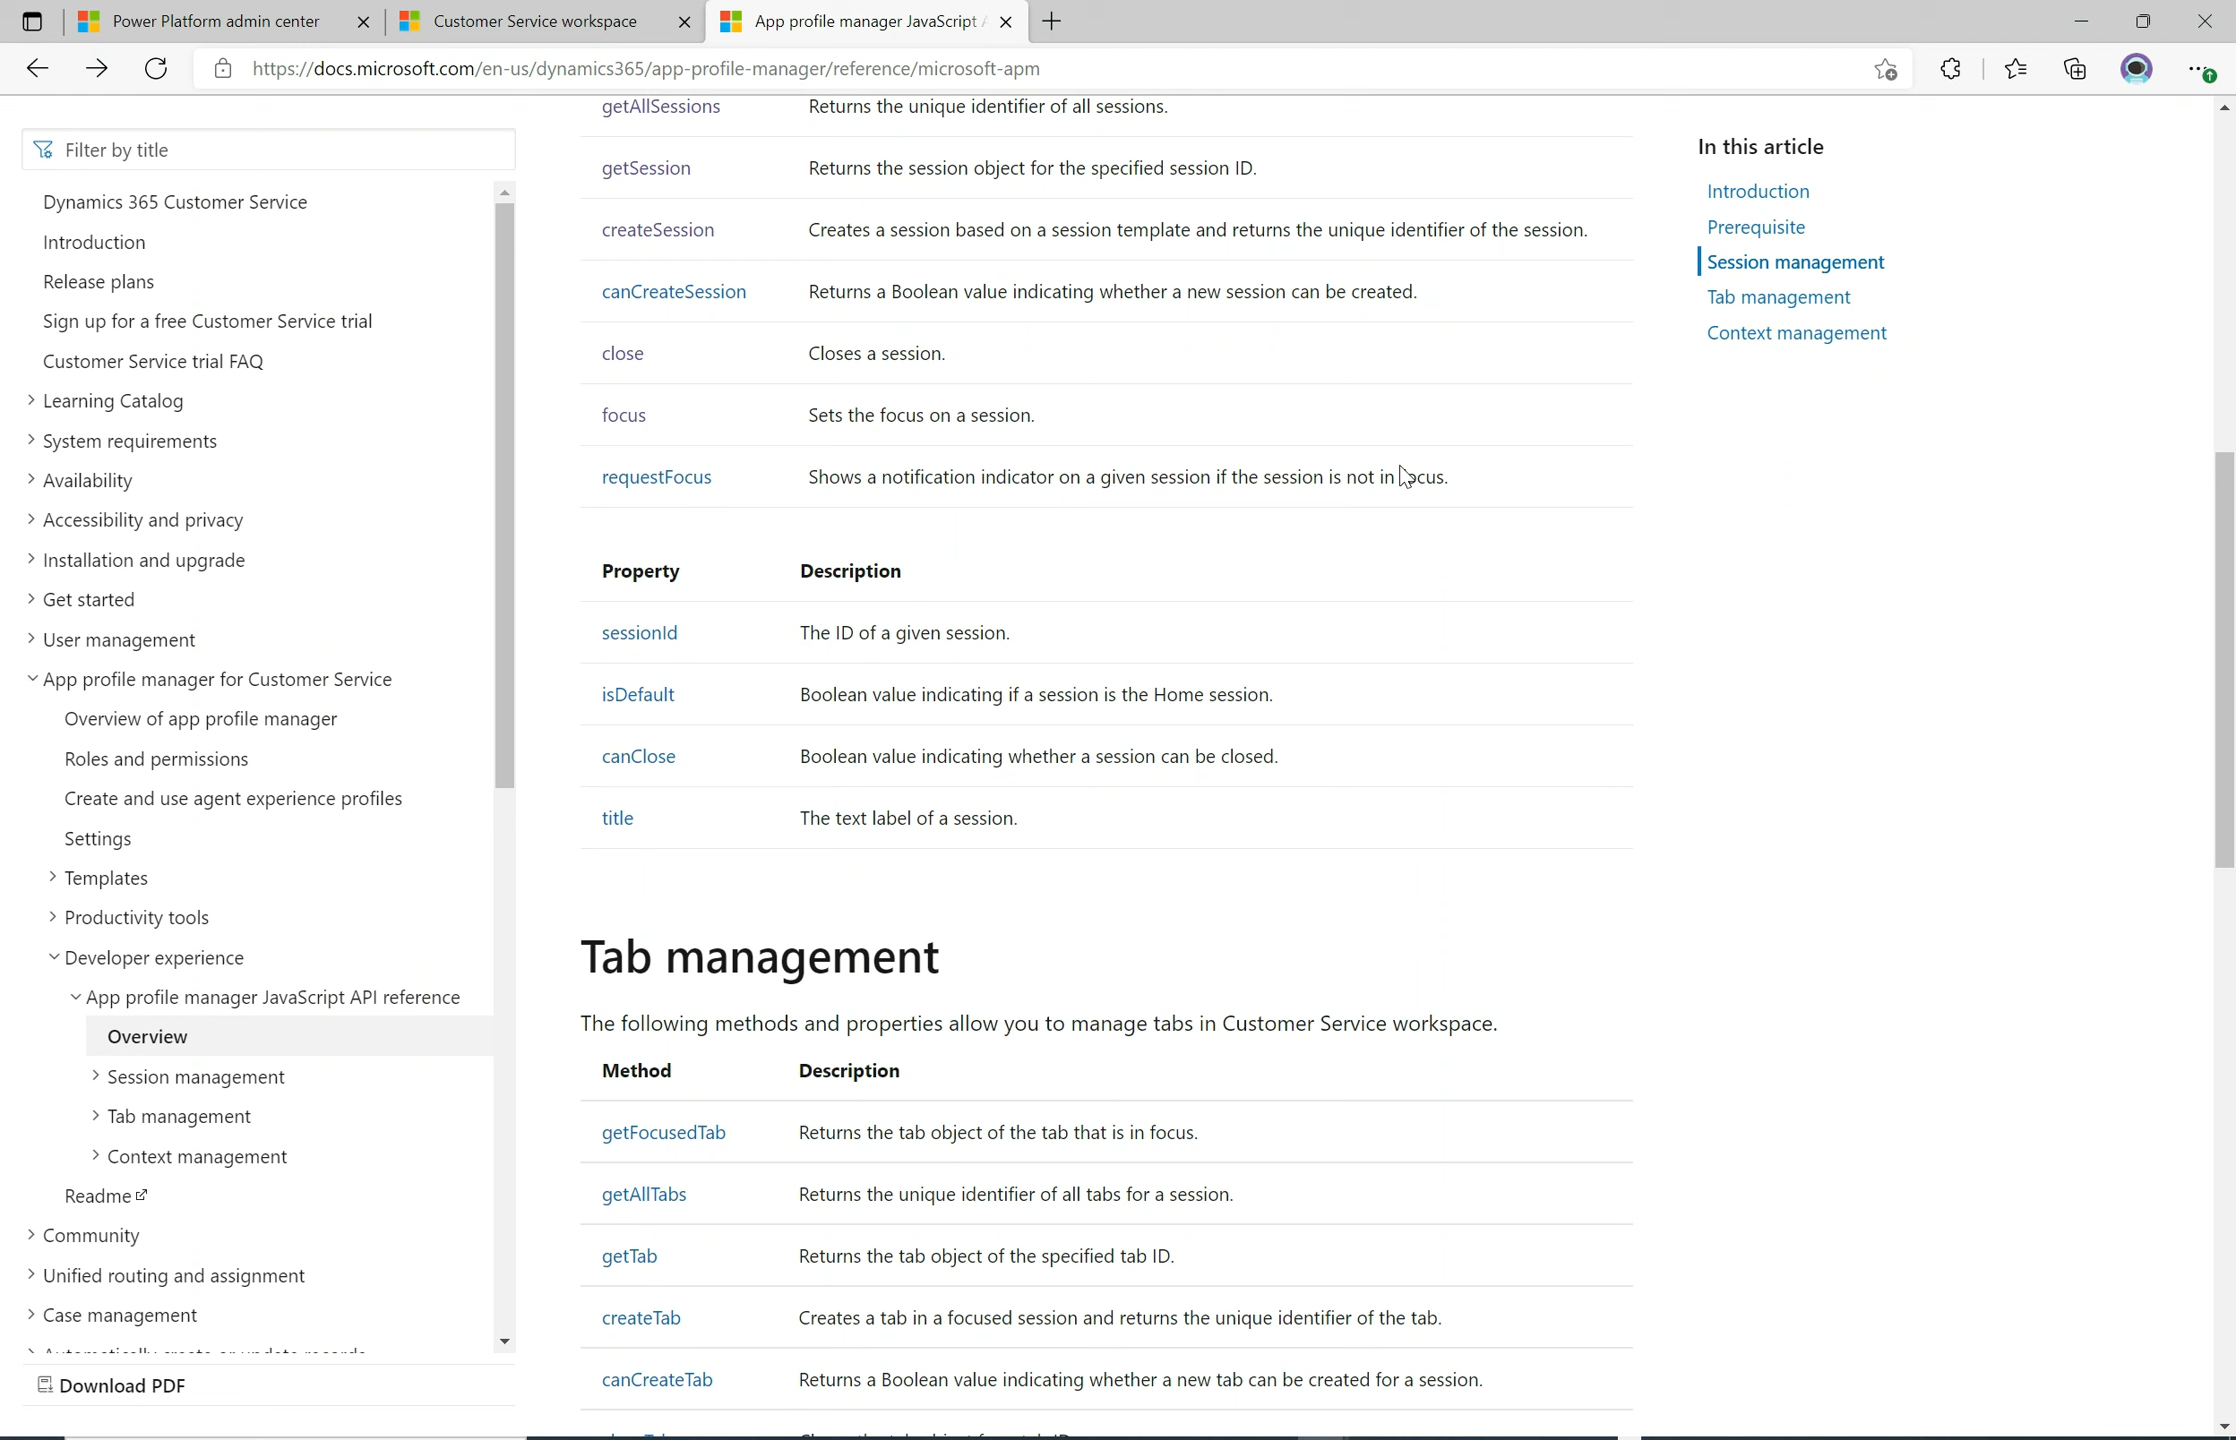 Power Platform admin center
Customer Service workspace
App profile manager JavaScript A
https://docs.microsoft.com/en-us/dynamics365/app-profile-manager/reference/microsoft-apm
Filter by title
Dynamics 365 Customer Service
Introduction
Release plans
Sign up for a free Customer Service trial
Customer Service trial FAQ
Learning Catalog
System requirements
Availability
Accessibility and privacy
Installation and upgrade
Get started
User management
App profile manager for Customer Service
Overview of app profile manager
Roles and permissions
Create and use agent experience profiles
Settings
Templates
Productivity tools
Developer experience
App profile manager JavaScript API reference
Overview
Session management
Tab management
Context management
Readme
Community
Unified routing and assignment
Case management
Download PDF
getAllSessions Returns the unique identifier of all sessions.
getSession Returns the session object for the specified session ID.
createSession Creates a session based on a session template and returns the unique identifier of the session.
canCreateSession Returns a Boolean value indicating whether a new session can be created.
close Closes a session.
focus Sets the focus on a session.
requestFocus Shows a notification indicator on a given session if the session is not in focus.
Property Description
sessionId The ID of a given session.
isDefault Boolean value indicating if a session is the Home session.
canClose Boolean value indicating whether a session can be closed.
title The text label of a session.
Tab management
The following methods and properties allow you to manage tabs in Customer Service workspace.
Method Description
getFocusedTab Returns the tab object of the tab that is in focus.
getAllTabs Returns the unique identifier of all tabs for a session.
getTab Returns the tab object of the specified tab ID.
createTab Creates a tab in a focused session and returns the unique identifier of the tab.
canCreateTab Returns a Boolean value indicating whether a new tab can be created for a session.
In this article
Introduction
Prerequisite
Session management
Tab management
Context management